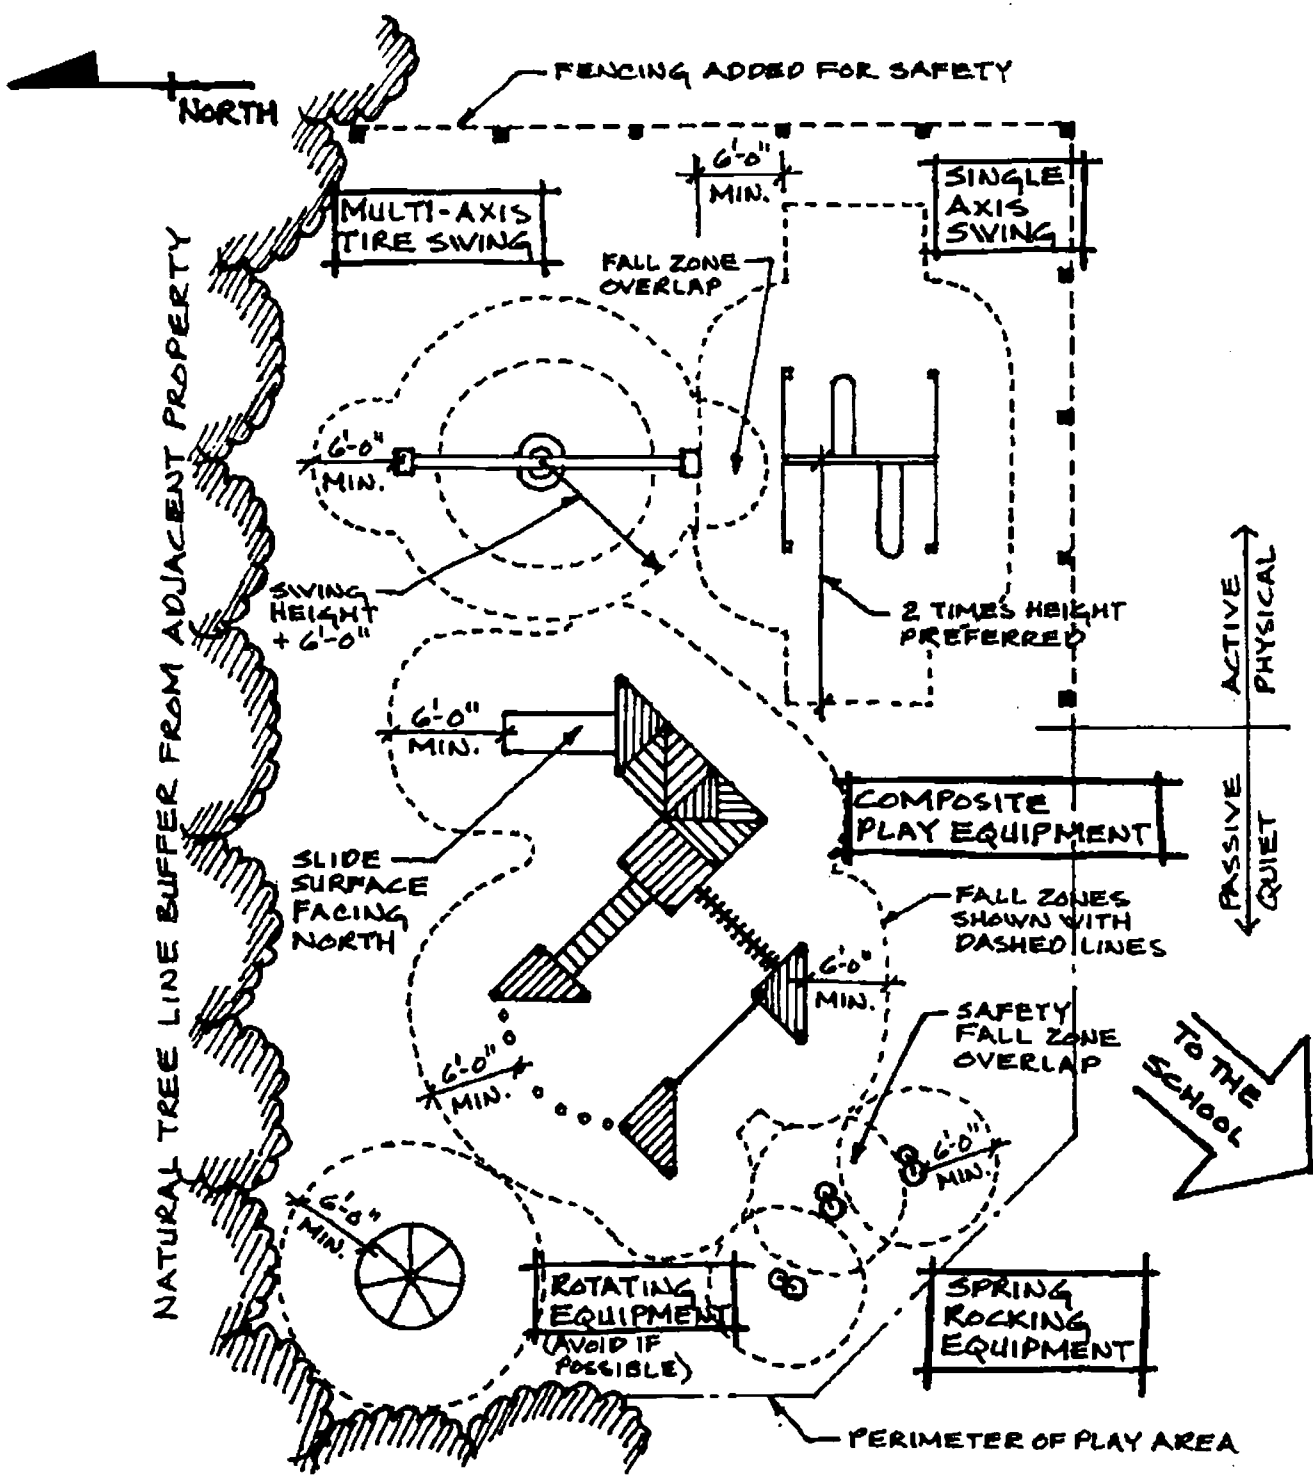 FENCING ADDED FOR SAFETY
NORTH
6'-0"
MIN.
SINGLE
AXIS
SWING
MULTI-AXIS
TIRE SWING
FALL ZONE
OVERLAP
NATURAL TREE LINE BUFFER FROM ADJACENT PROPERTY
6'-0"
MIN.
SWING
HEIGHT
+ 6'-0"
2 TIMES HEIGHT
PREFERRED
ACTIVE
PHYSICAL
6'-0"
MIN.
COMPOSITE
PLAY EQUIPMENT
PASSIVE
QUIET
SLIDE
SURFACE
FACING
NORTH
FALL ZONES
SHOWN WITH
DASHED LINES
6'-0"
MIN.
SAFETY
FALL ZONE
OVERLAP
TO THE
SCHOOL
6'-0"
MIN.
6'-0"
MIN.
6'-0"
MIN.
ROTATING
EQUIPMENT
(AVOID IF
POSSIBLE)
SPRING
ROCKING
EQUIPMENT
PERIMETER OF PLAY AREA